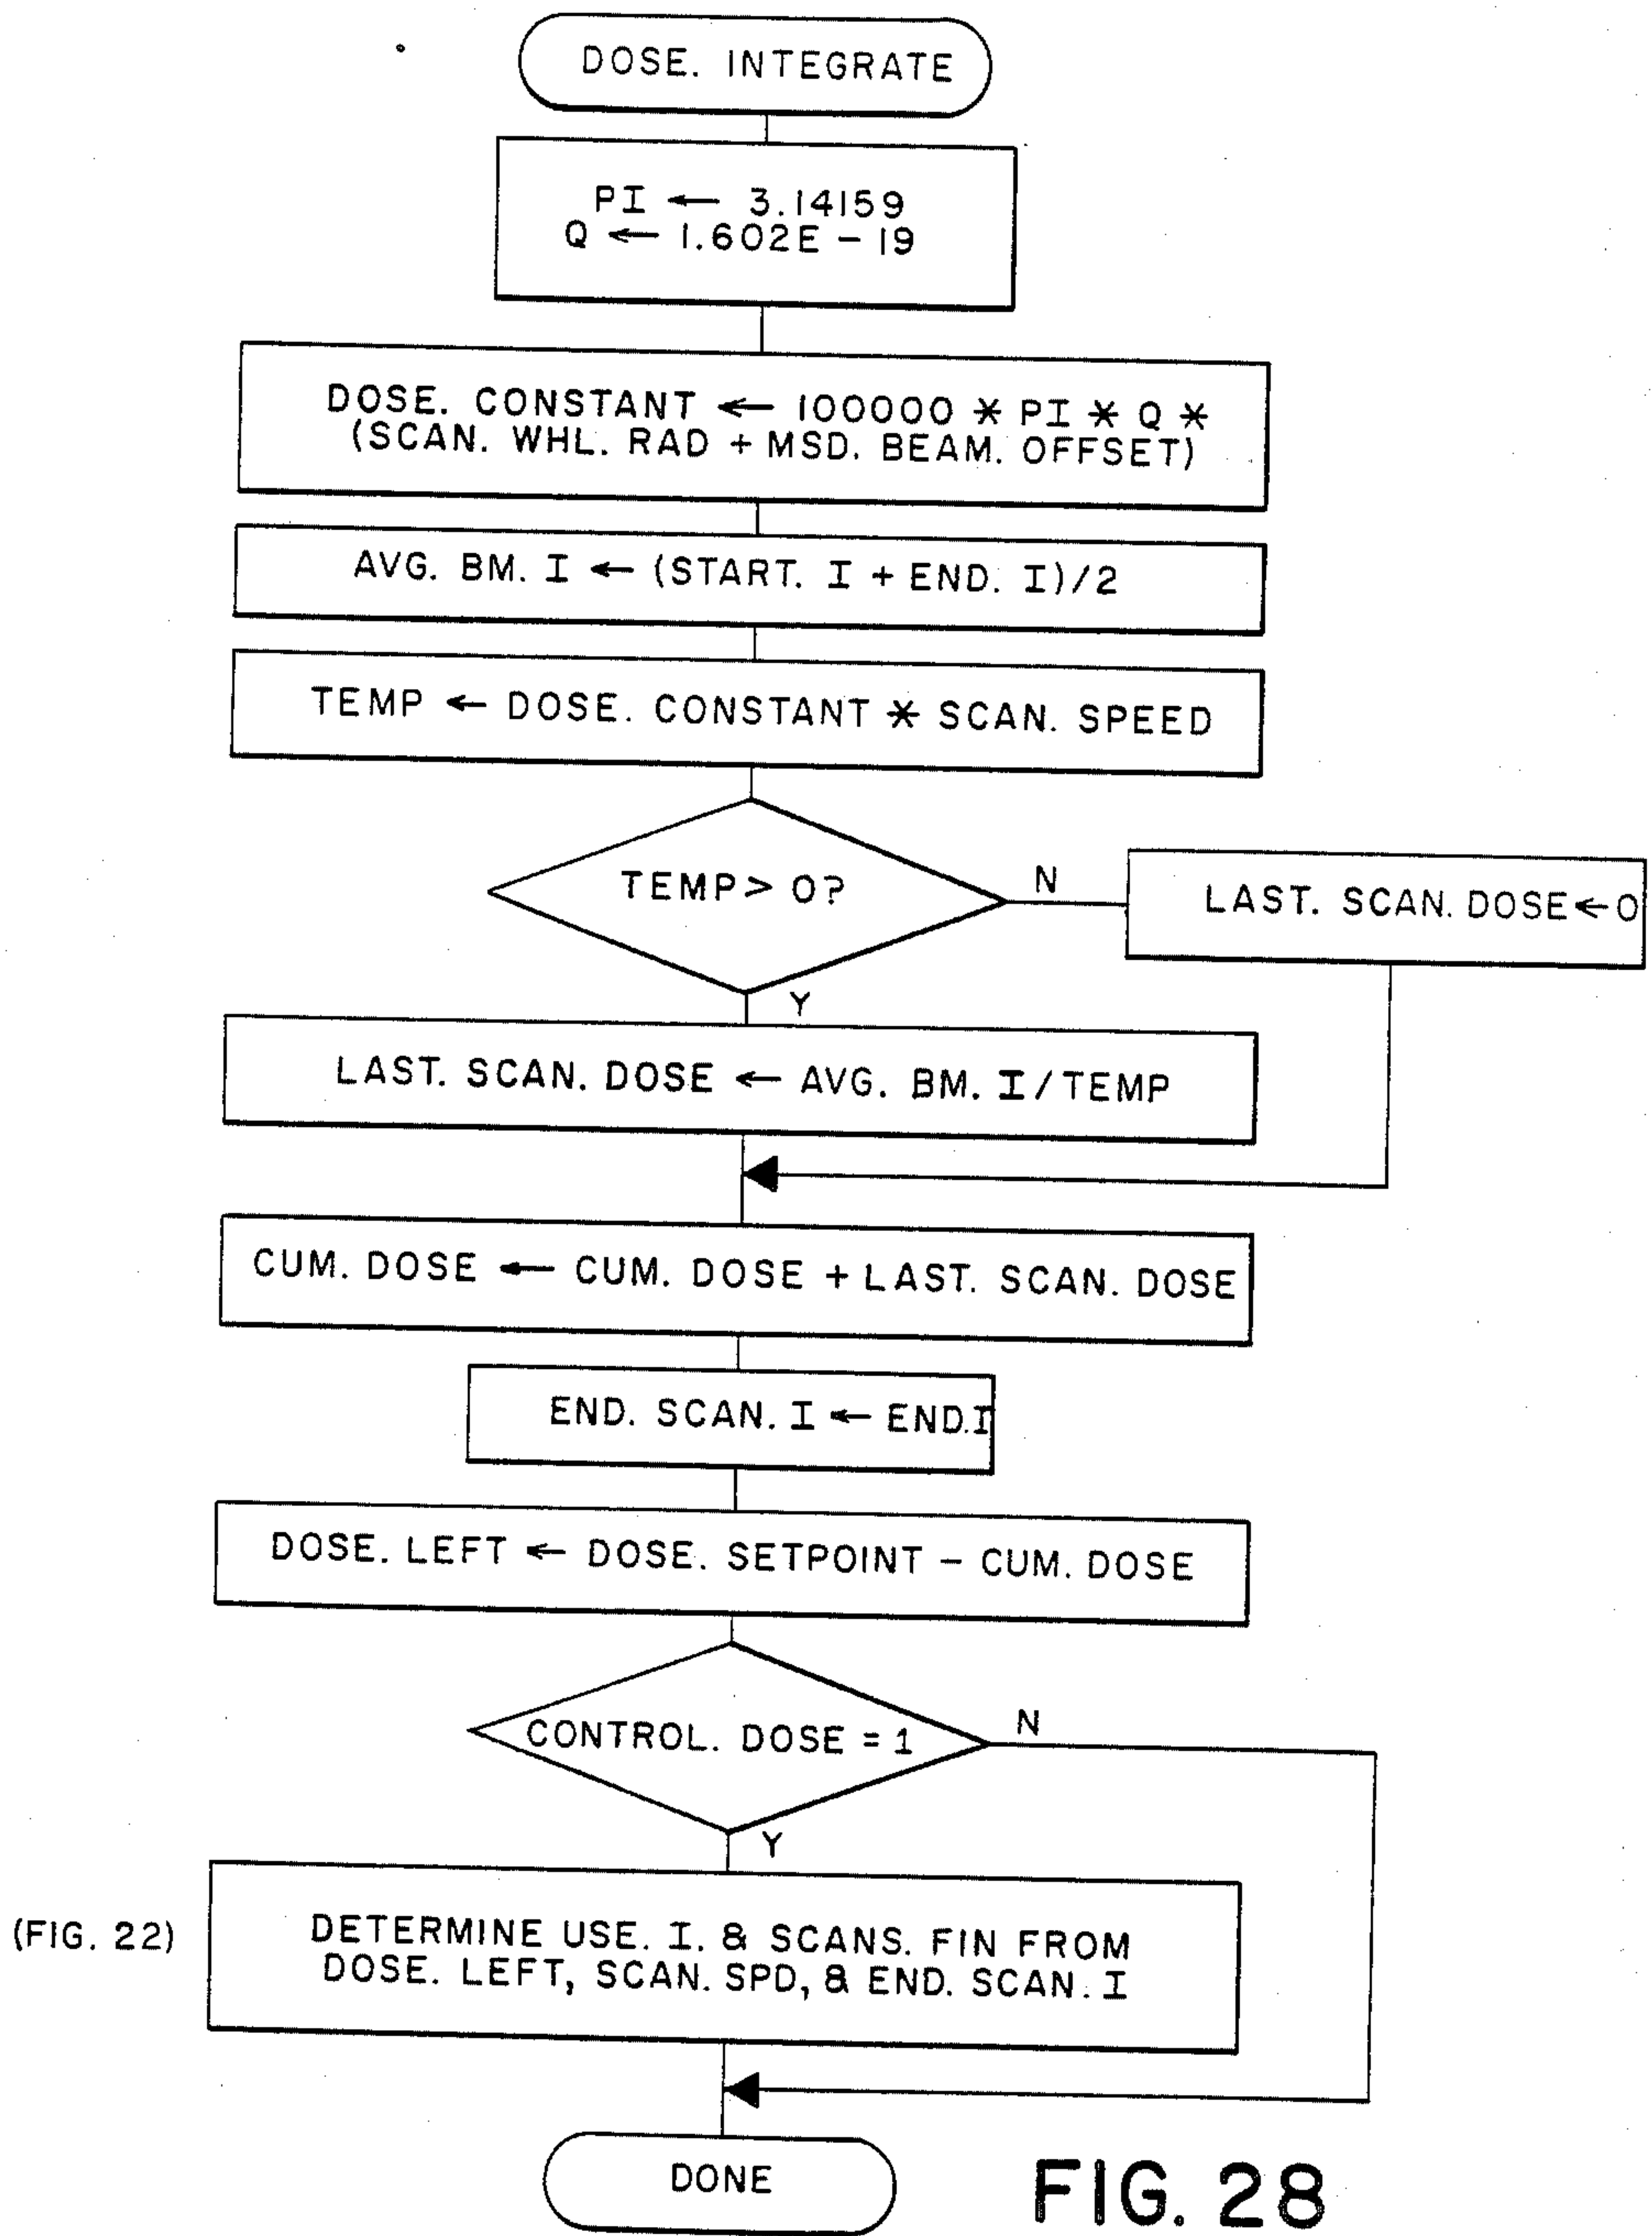 DOSE. INTEGRATE
PI ← 3.14159
Q ← 1.602E - 19
DOSE. CONSTANT ← 100000 * PI * Q *
(SCAN. WHL. RAD + MSD. BEAM. OFFSET)
AVG. BM. I ← (START. I + END. I)/2
TEMP ← DOSE. CONSTANT * SCAN. SPEED
TEMP > 0?
N
LAST. SCAN. DOSE ← 0
Y
LAST. SCAN. DOSE ← AVG. BM. I/TEMP
CUM. DOSE ← CUM. DOSE + LAST. SCAN. DOSE
END. SCAN. I ← END.I
DOSE. LEFT ← DOSE. SETPOINT - CUM. DOSE
CONTROL. DOSE = 1
N
Y
(FIG. 22)
DETERMINE USE. I. & SCANS. FIN FROM
DOSE. LEFT, SCAN. SPD, & END. SCAN. I
DONE
FIG. 28